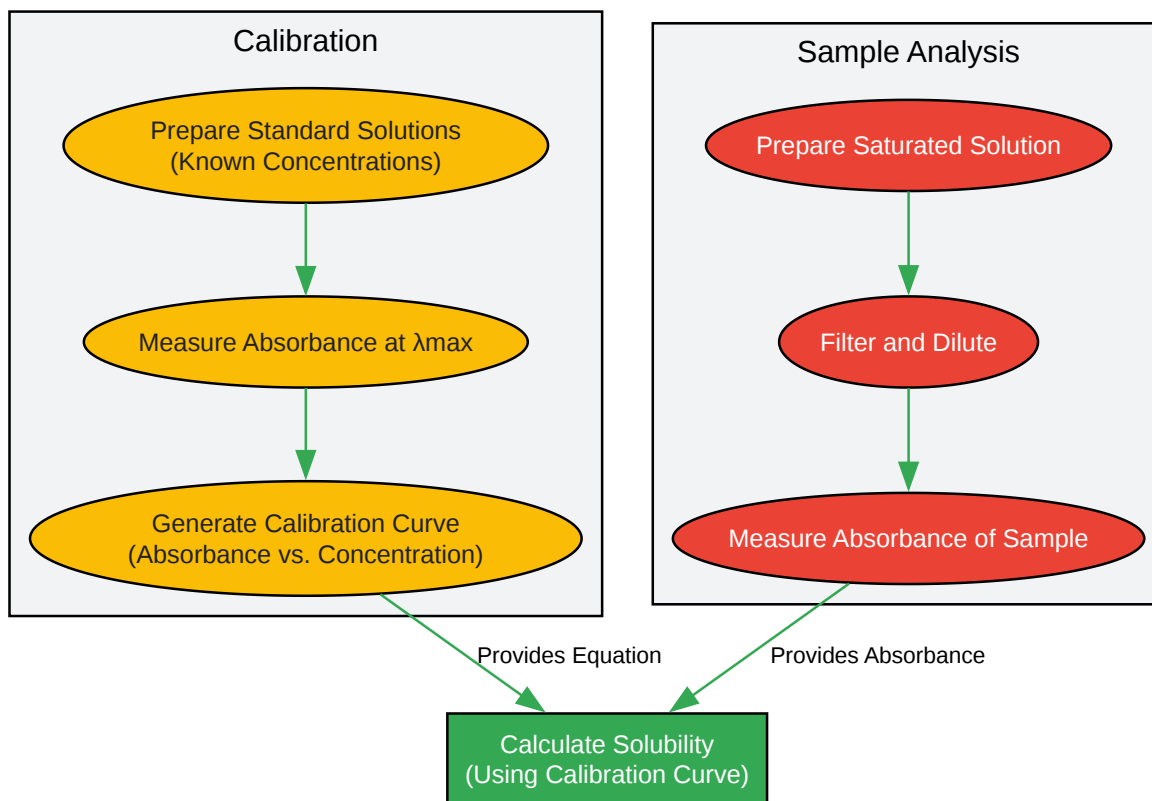 Calibration
Prepare Standard Solutions
(Known Concentrations)
Measure Absorbance at λmax
Generate Calibration Curve
(Absorbance vs. Concentration)
Sample Analysis
Prepare Saturated Solution
Filter and Dilute
Measure Absorbance of Sample
Provides Equation
Provides Absorbance
Calculate Solubility
(Using Calibration Curve)